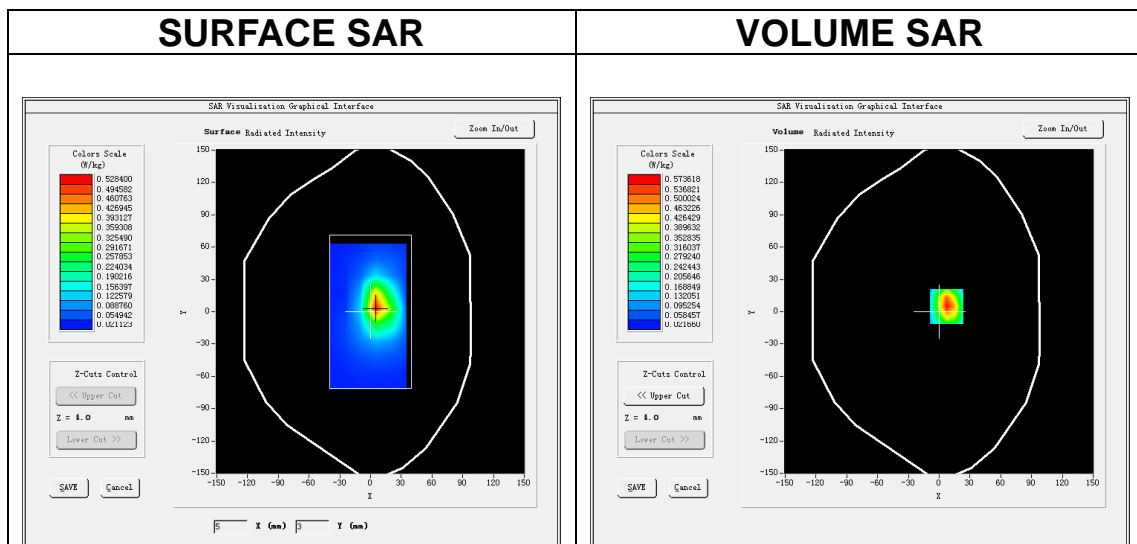 SURFACE SAR
VOLUME SAR
SAR Visualisation Graphical Interface
Surface Radiated Intensity
Zoom In/Out
Colors Scale
(W/kg)
0.528400
0.494582
0.460763
0.426945
0.393127
0.359308
0.325490
0.291671
0.257853
0.224034
0.190216
0.156397
0.122579
0.088760
0.054942
0.021123
150
120
90
60
30
0
-30
-60
-90
-120
-150
Y
-150 -120 -90 -60 -30 0 30 60 90 120 150
X
Z-Cuts Control
<< Upper Cut
Z = 4.0 mm
Lower Cut >>
SAVE Cancel
5 X (mm) 3 Y (mm)
SAR Visualisation Graphical Interface
Volume Radiated Intensity
Zoom In/Out
Colors Scale
(W/kg)
0.573618
0.536821
0.500024
0.463226
0.426429
0.389632
0.352835
0.316037
0.279240
0.242443
0.205646
0.168849
0.132051
0.095254
0.058457
0.021660
150
120
90
60
30
0
-30
-60
-90
-120
-150
Y
-150 -120 -90 -60 -30 0 30 60 90 120 150
X
Z-Cuts Control
<< Upper Cut
Z = 4.0 mm
Lower Cut >>
SAVE Cancel